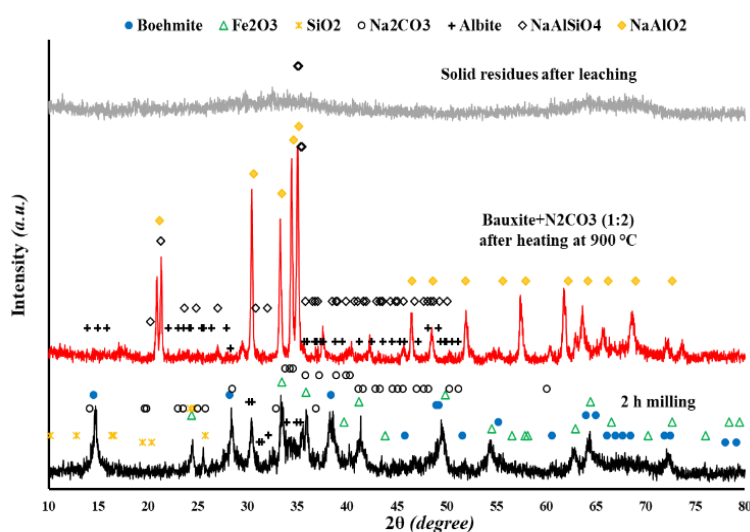 Boehmite Fe2O3 SiO2 Na2CO3 Albite NaAlSiO4 NaAlO2
Solid residues after leaching
Bauxite+N2CO3 (1:2)
after heating at 900 °C
2 h milling
Intensity (a.u.)
10 15 20 25 30 35 40 45 50 55 60 65 70 75 80
2θ (degree)